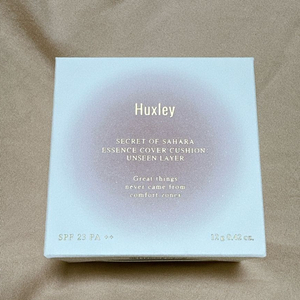 Huxley
SECRET OF SAHARA
ESSENCE COVER CUSHION
UNSEEN LAYER
Great things
never came from
comfort zones
SPF 23 PA ++
12g 0.42 oz.